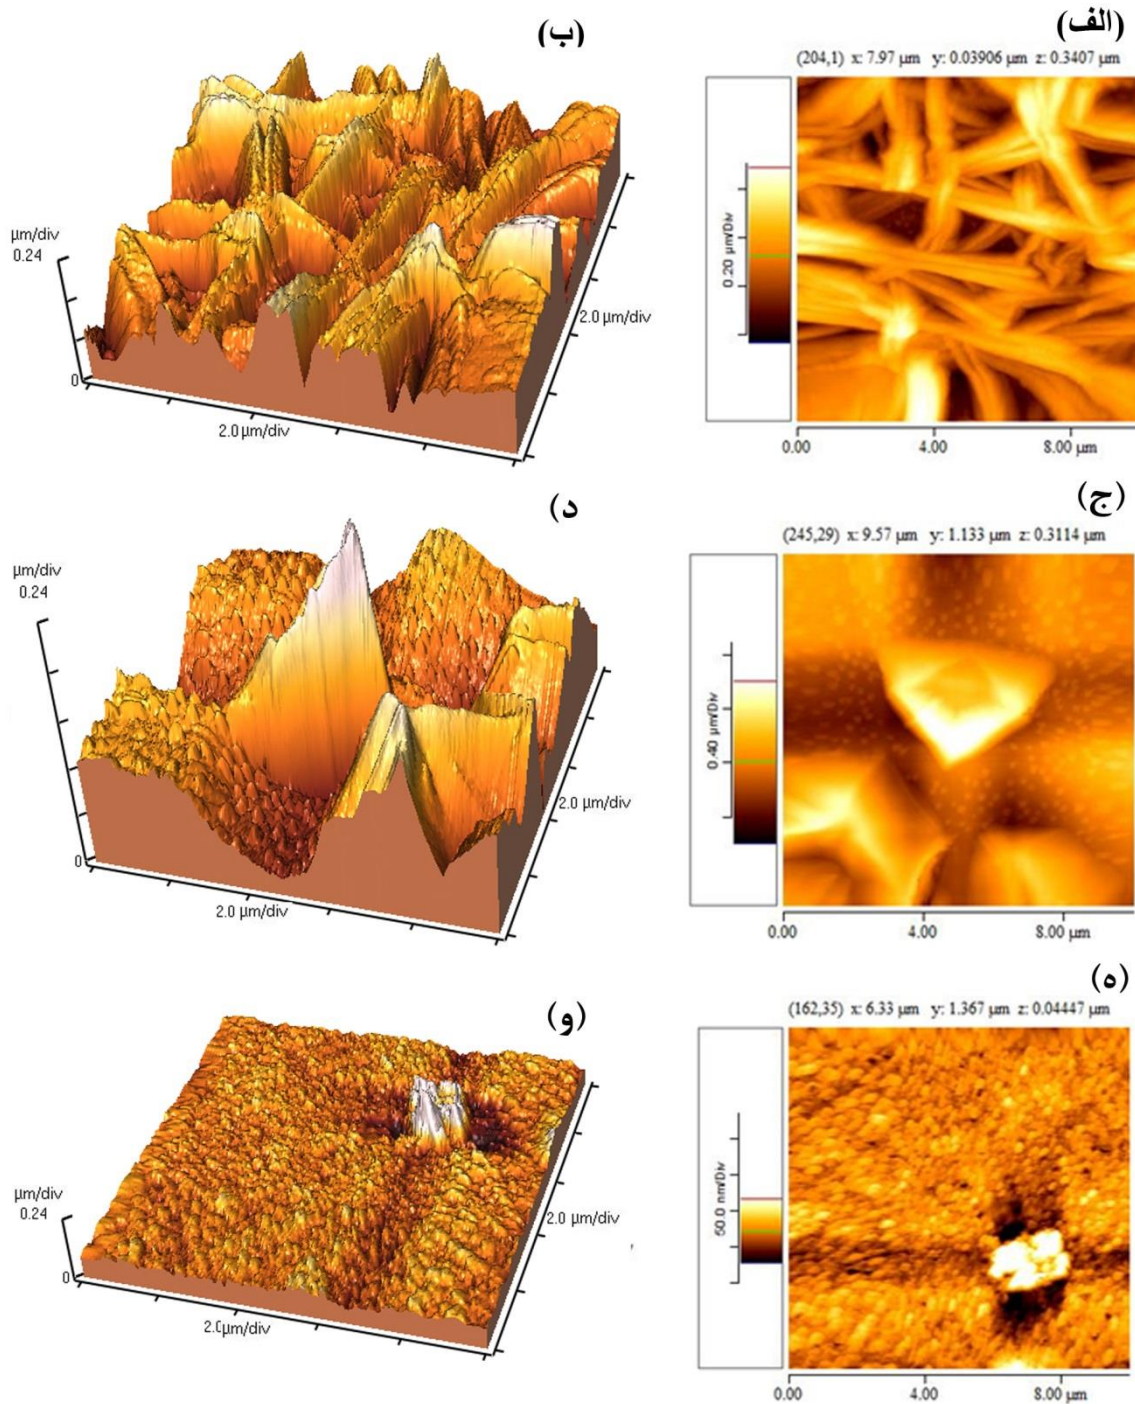 (الف)
(204,1) x: 7.97 µm y: 0.03906 µm z: 0.3407
0.20 µm/Div
0.00 4.00 8.00 µm
(ب)
µm/div
0.24
0
2.0 µm/div
2.0 µm/div
(ج)
(245,29) x: 9.57 µm y: 1.133 µm z: 0.3114
0.40 µm/Div
0.00 4.00 8.00 µm
(د
µm/div
0.24
0
2.0 µm/div
2.0 µm/div
(ه)
(162,35) x: 6.33 µm y: 1.367 µm z: 0.04447 µm
50.0 nm/Div
0.00 4.00 8.00 µm
(و)
µm/div
0.24
0
2.0µm/div
2.0 µm/div